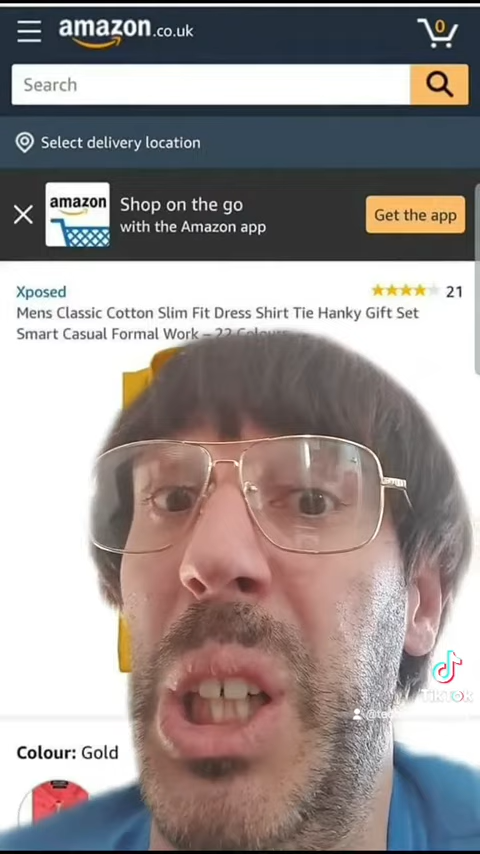 amazon.co.uk
0
Search
Select delivery location
amazon
Shop on the go
with the Amazon app
Get the app
Xposed
21
Mens Classic Cotton Slim Fit Dress Shirt Tie Hanky Gift Set
Smart Casual Formal Work – 22 Colours
TikTok
Colour: Gold